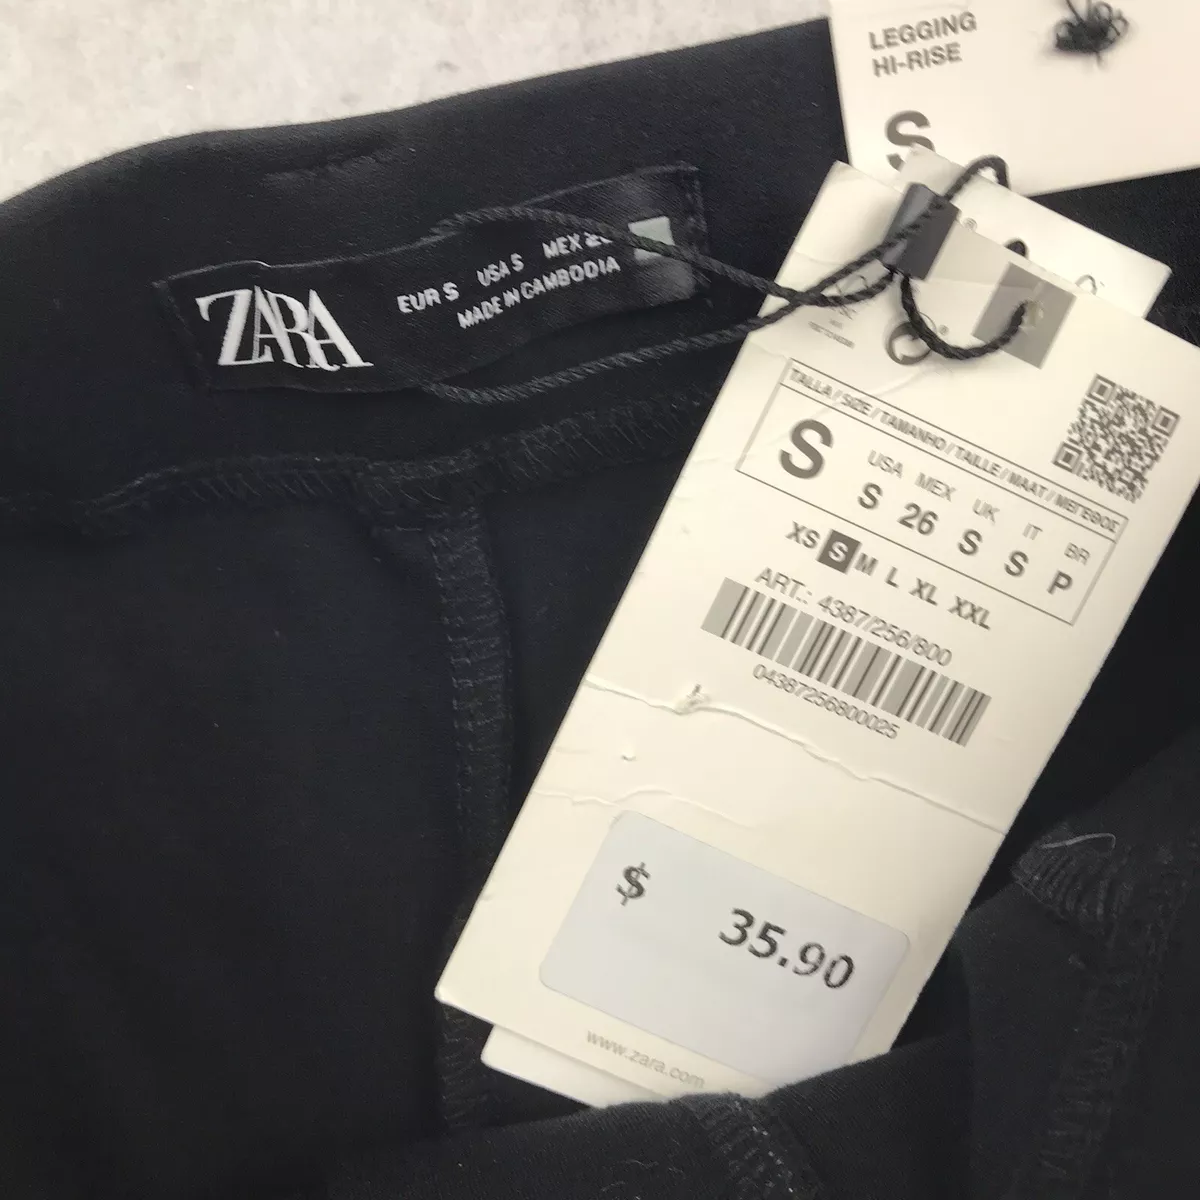 LEGGING
HI-RISE
S
ZARA
EUR S USA S MEX
MADE IN CAMBODIA
TALLA / SIZE / TAMANHO / TAILLE / MAAT / ΜΕΓΕΘΟΣ
S
USA MEX UK IT BR
S 26 S S P
XS S M L XL XXL
ART.: 4387/256/800
04387256800025
$ 35.90
www.zara.com